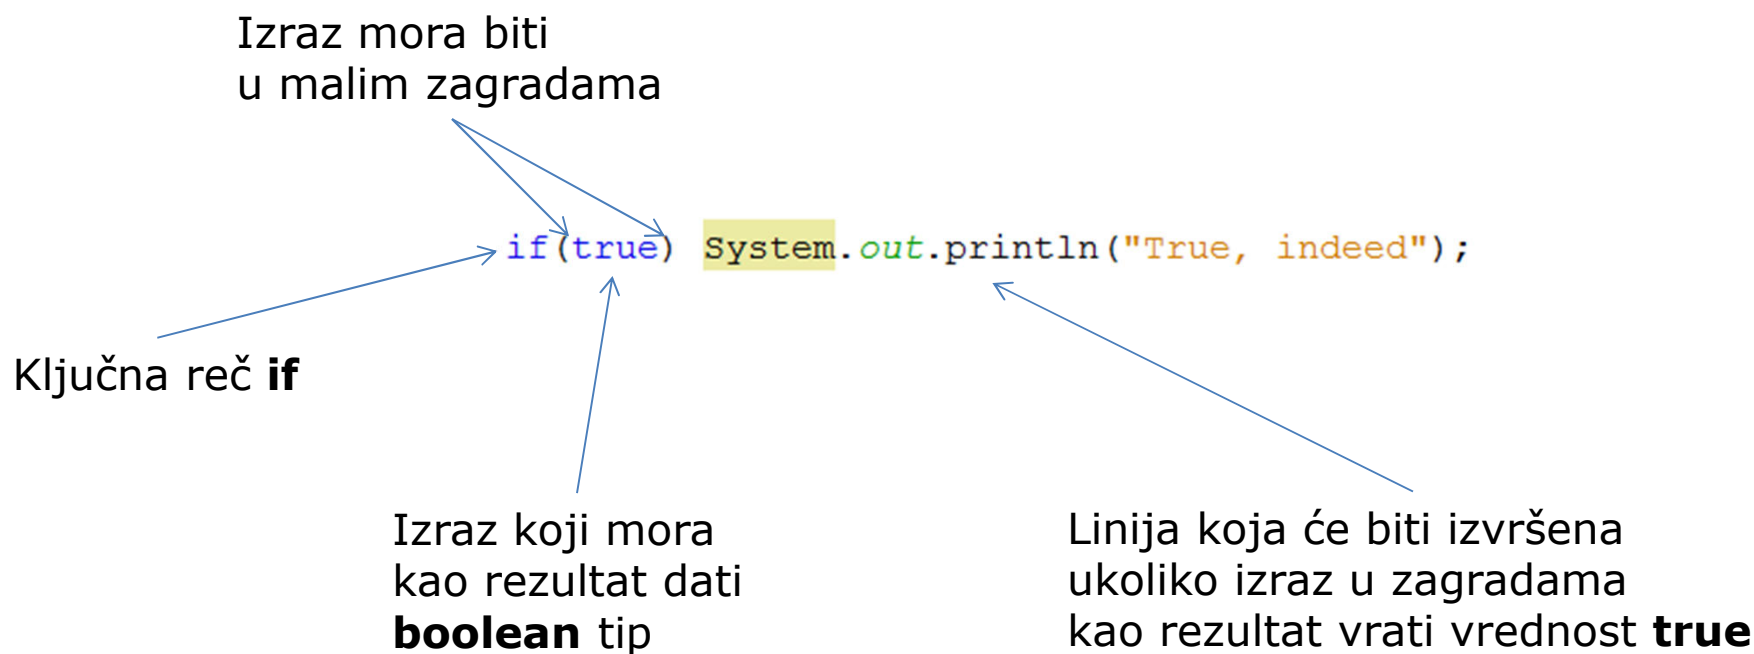 Izraz mora biti
u malim zagradama
if(true) System.out.println("True, indeed");
Ključna reč if
Izraz koji mora
kao rezultat dati
boolean tip
Linija koja će biti izvršena
ukoliko izraz u zagradama
kao rezultat vrati vrednost true